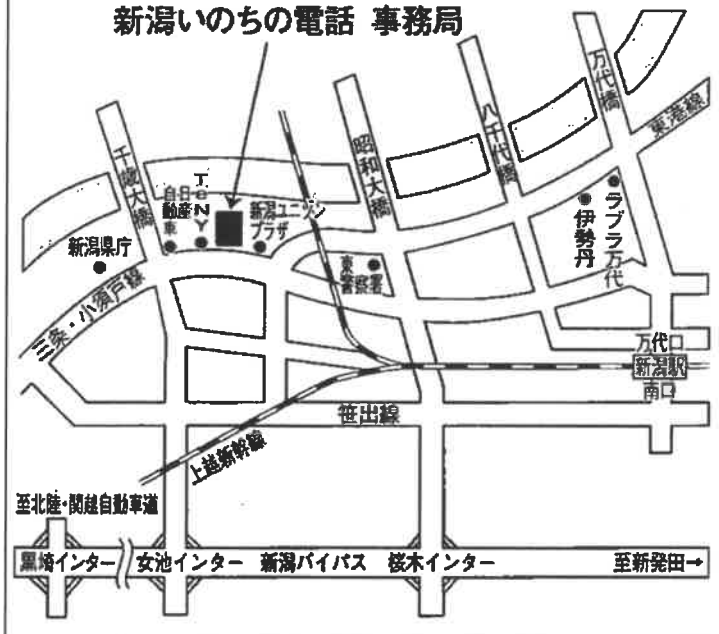 新潟いのちの電話 事務局
万代橋
八千代橋
東港線
昭和大橋
千歳大橋
日産
自動車
新潟ユニゾン
プラザ
新潟県庁
ラブラ万代
伊勢丹
東
警察署
三条・小須戸線
万代口
新潟駅
南口
笹出線
上越新幹線
至北陸・関越自動車道
黒埼インター
女池インター
新潟バイパス
桜木インター
至新発田→